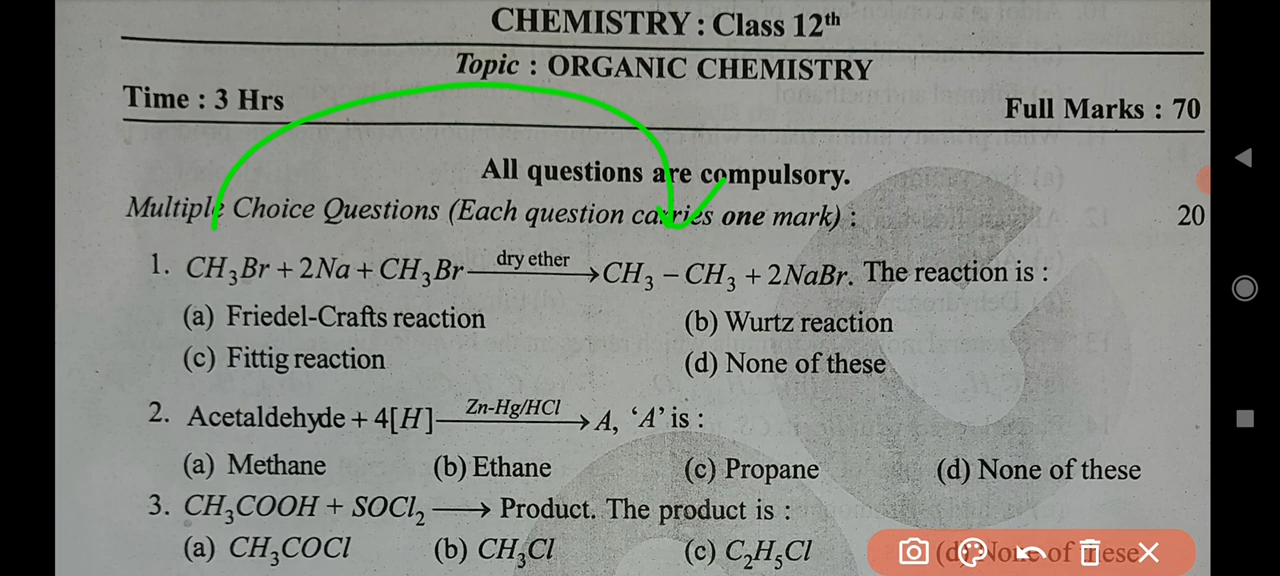 CHEMISTRY : Class 12th
Topic : ORGANIC CHEMISTRY
Time : 3 Hrs Full Marks : 70
All questions are compulsory.
Multiple Choice Questions (Each question carries one mark) : 20
1. CH₃Br + 2Na + CH₃Br —dry ether→ CH₃ – CH₃ + 2NaBr. The reaction is :
(a) Friedel-Crafts reaction (b) Wurtz reaction
(c) Fittig reaction (d) None of these
2. Acetaldehyde + 4[H] —Zn-Hg/HCl→ A, ‘A’ is :
(a) Methane (b) Ethane (c) Propane (d) None of these
3. CH₃COOH + SOCl₂ ⟶ Product. The product is :
(a) CH₃COCl (b) CH₃Cl (c) C₂H₅Cl (d) None of these